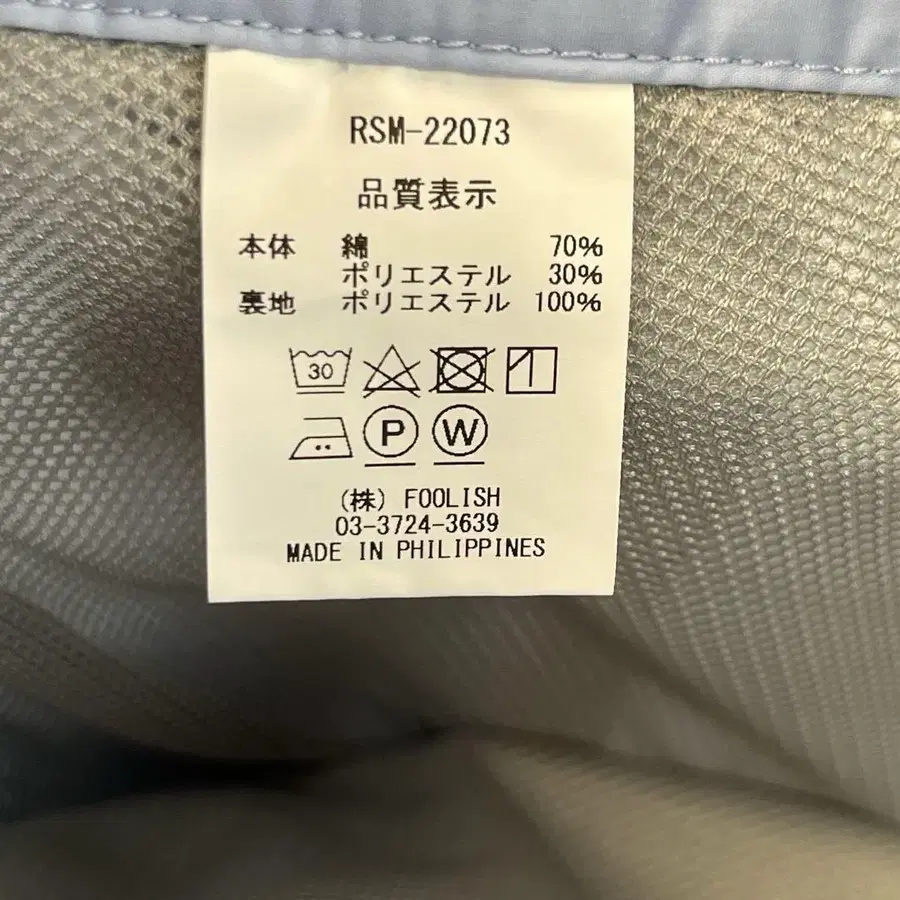 RSM-22073
品質表示
本体 綿 70%
ポリエステル 30%
裏地 ポリエステル 100%
30
P W
(株) FOOLISH
03-3724-3639
MADE IN PHILIPPINES